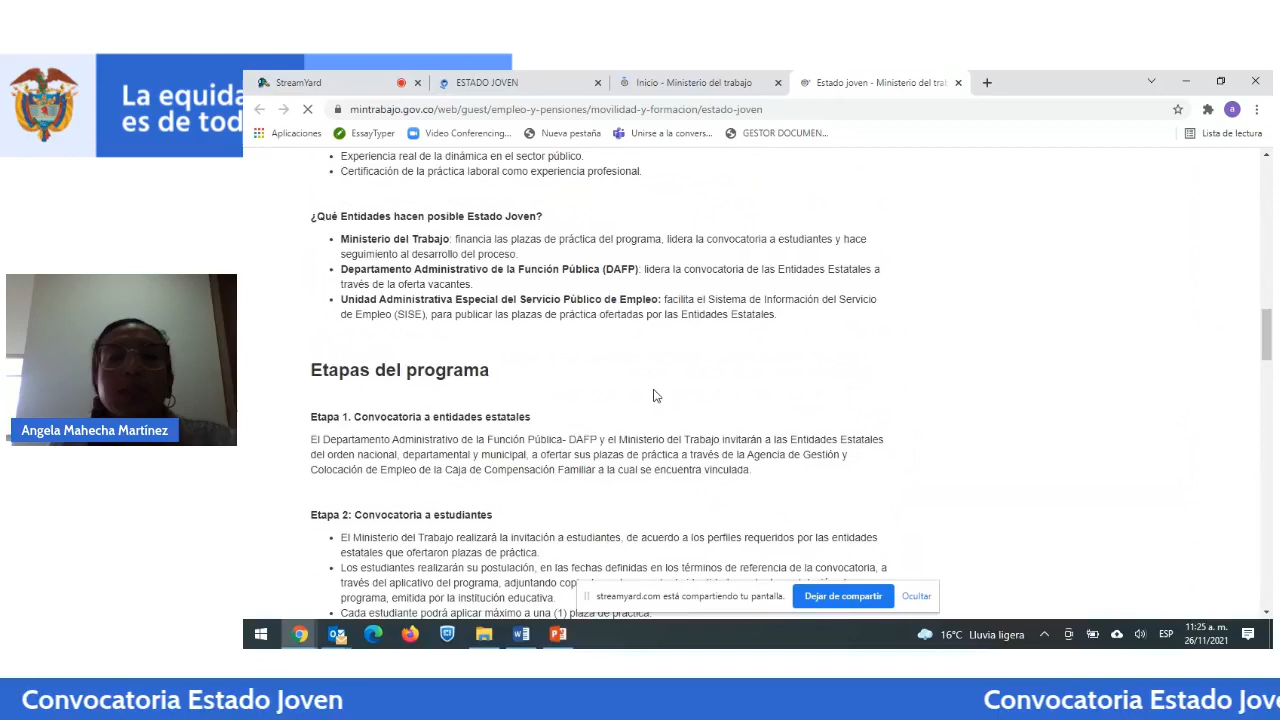 La equida
es de tod
StreamYard
ESTADO JOVEN
Inicio - Ministerio del trabajo
Estado joven - Ministerio del tra
mintrabajo.gov.co/web/guest/empleo-y-pensiones/movilidad-y-formacion/estado-joven
a
Aplicaciones
EssayTyper
Video Conferencing...
Nueva pestaña
Unirse a la convers...
GESTOR DOCUMEN...
Lista de lectura
• Experiencia real de la dinámica en el sector público.
• Certificación de la práctica laboral como experiencia profesional.
¿Qué Entidades hacen posible Estado Joven?
• Ministerio del Trabajo: financia las plazas de práctica del programa, lidera la convocatoria a estudiantes y hace
seguimiento al desarrollo del proceso.
• Departamento Administrativo de la Función Pública (DAFP): lidera la convocatoria de las Entidades Estatales a
través de la oferta vacantes.
• Unidad Administrativa Especial del Servicio Público de Empleo: facilita el Sistema de Información del Servicio
de Empleo (SISE), para publicar las plazas de práctica ofertadas por las Entidades Estatales.
Etapas del programa
Etapa 1. Convocatoria a entidades estatales
El Departamento Administrativo de la Función Pública- DAFP y el Ministerio del Trabajo invitarán a las Entidades Estatales
del orden nacional, departamental y municipal, a ofertar sus plazas de práctica a través de la Agencia de Gestión y
Colocación de Empleo de la Caja de Compensación Familiar a la cual se encuentra vinculada.
Etapa 2: Convocatoria a estudiantes
• El Ministerio del Trabajo realizará la invitación a estudiantes, de acuerdo a los perfiles requeridos por las entidades
estatales que ofertaron plazas de práctica.
• Los estudiantes realizarán su postulación, en las fechas definidas en los términos de referencia de la convocatoria, a
través del aplicativo del programa, adjuntando
programa, emitida por la institución educativa.
• Cada estudiante podrá aplicar máximo a una (1) plaza de práctica.
streamyard.com está compartiendo tu pantalla.
Dejar de compartir
Ocultar
Angela Mahecha Martínez
16°C Lluvia ligera
ESP
11:25 a. m.
26/11/2021
Convocatoria Estado Joven
Convocatoria Estado Jove